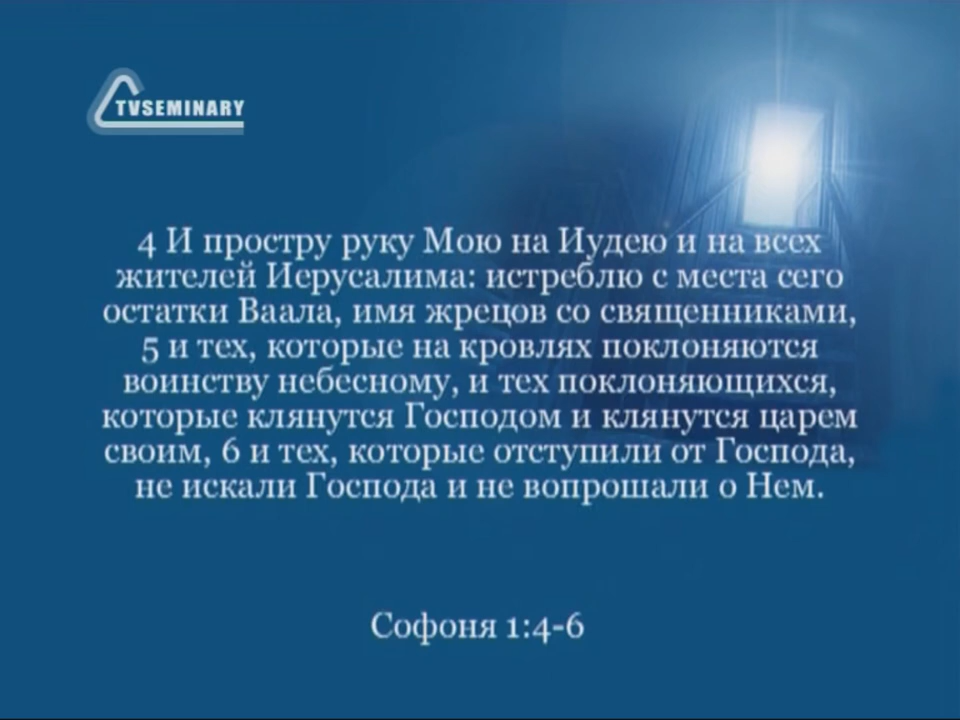 TVSEMINARY
4 И простру руку Мою на Иудею и на всех
жителей Иерусалима: истреблю с места сего
остатки Ваала, имя жрецов со священниками,
5 и тех, которые на кровлях поклоняются
воинству небесному, и тех поклоняющихся,
которые клянутся Господом и клянутся царем
своим, 6 и тех, которые отступили от Господа,
не искали Господа и не вопрошали о Нем.
Софоня 1:4-6